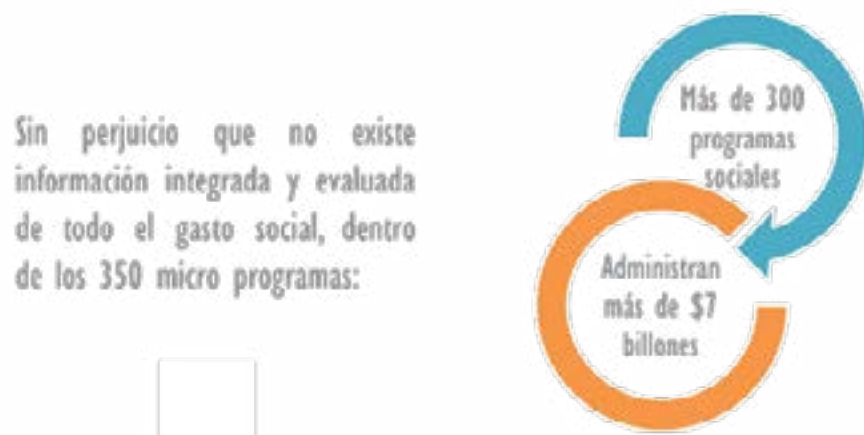 Sin perjuicio que no existe
información integrada y evaluada
de todo el gasto social, dentro
de los 350 micro programas:
Más de 300
programas
sociales
Administran
más de $7
billones